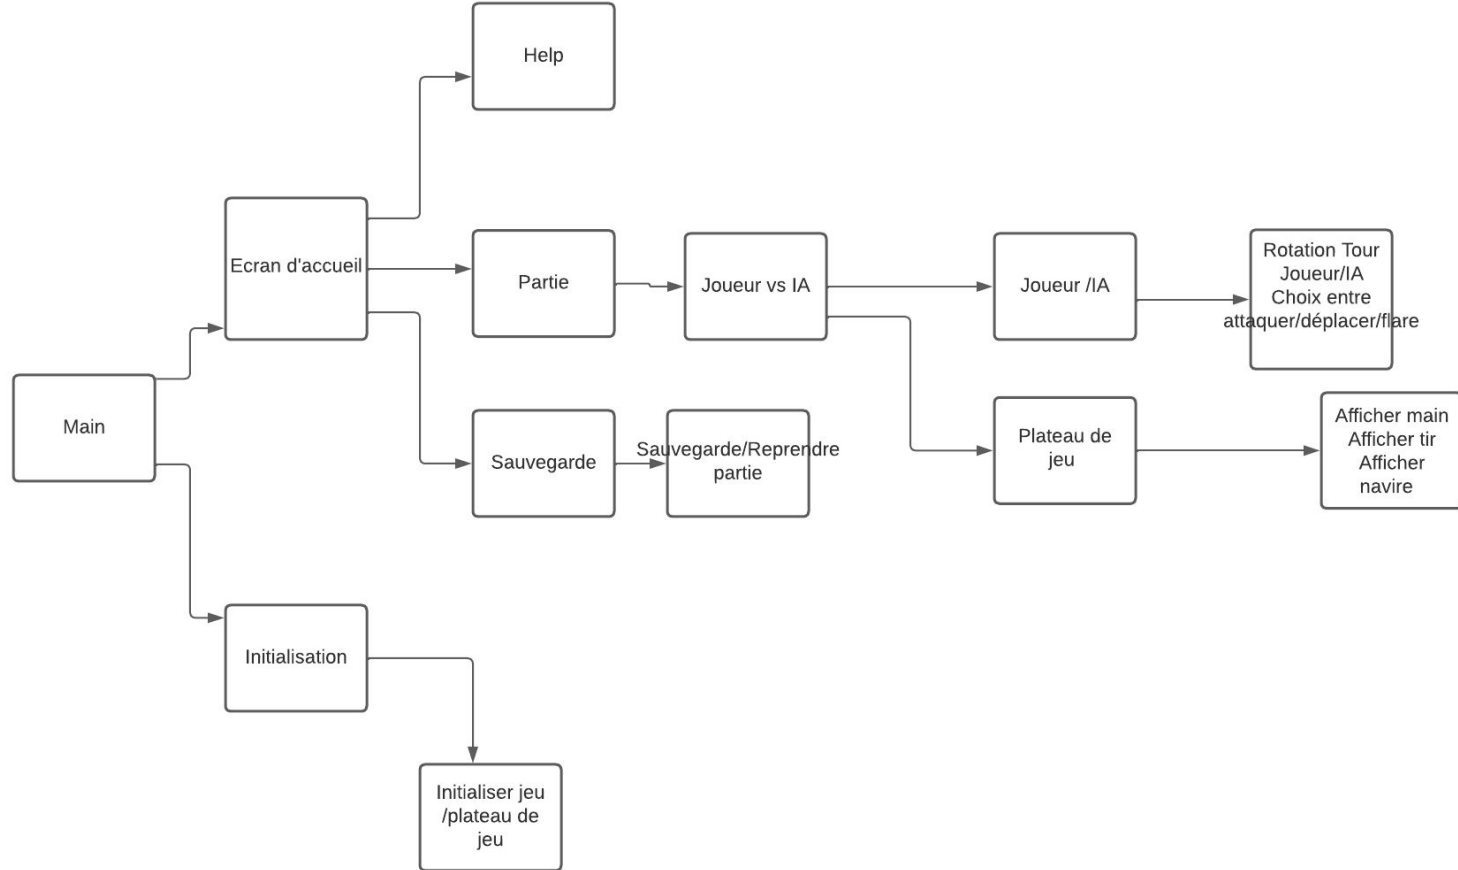 Help
Ecran d'accueil
Partie
Joueur vs IA
Joueur /IA
Rotation Tour
Joueur/IA
Choix entre
attaquer/déplacer/flare
Main
Sauvegarde
Sauvegarde/Reprendre
partie
Plateau de
jeu
Afficher main
Afficher tir
Afficher
navire
Initialisation
Initialiser jeu
/plateau de
jeu